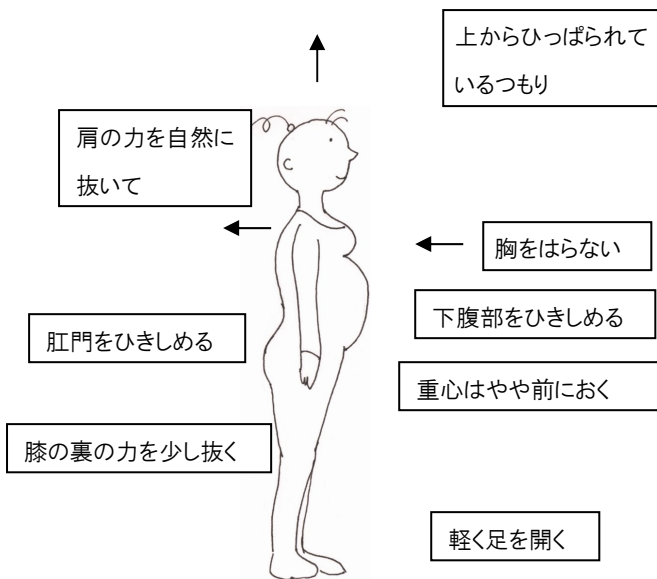 上からひっぱられて
いるつもり
肩の力を自然に
抜いて
胸をはらない
下腹部をひきしめる
肛門をひきしめる
重心はやや前におく
膝の裏の力を少し抜く
軽く足を開く